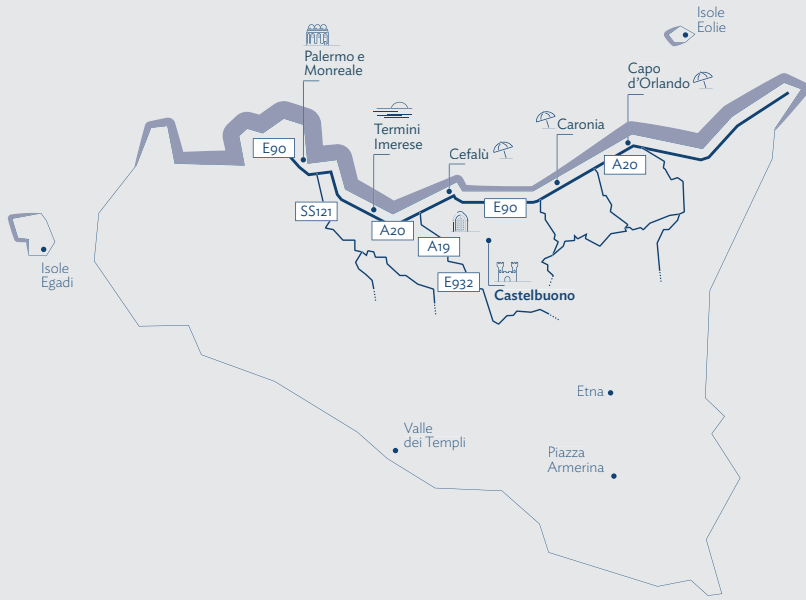 Isole
Eolie
Palermo e
Monreale
Capo
d'Orlando
Termini
Imerese
Caronia
E90
Cefalù
A20
SS121
E90
A20
A19
Isole
Egadi
E932
Castelbuono
Etna
Valle
dei Templi
Piazza
Armerina